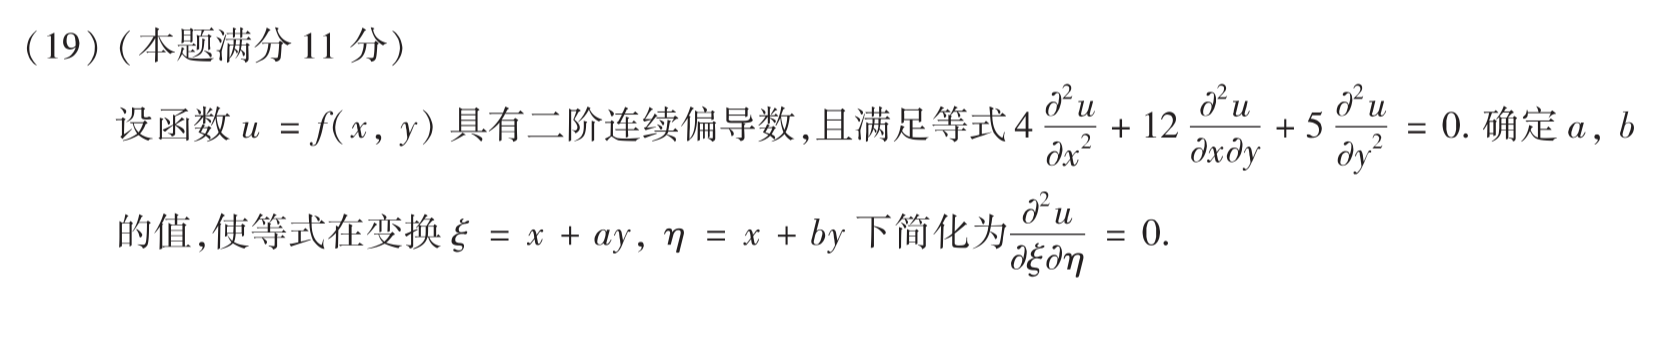 (19) (本题满分 11 分)
设函数 u = f(x, y) 具有二阶连续偏导数,且满足等式 4 ∂²u/∂x² + 12 ∂²u/∂x∂y + 5 ∂²u/∂y² = 0. 确定 a, b
的值,使等式在变换 ξ = x + ay, η = x + by 下简化为 ∂²u/∂ξ∂η = 0.